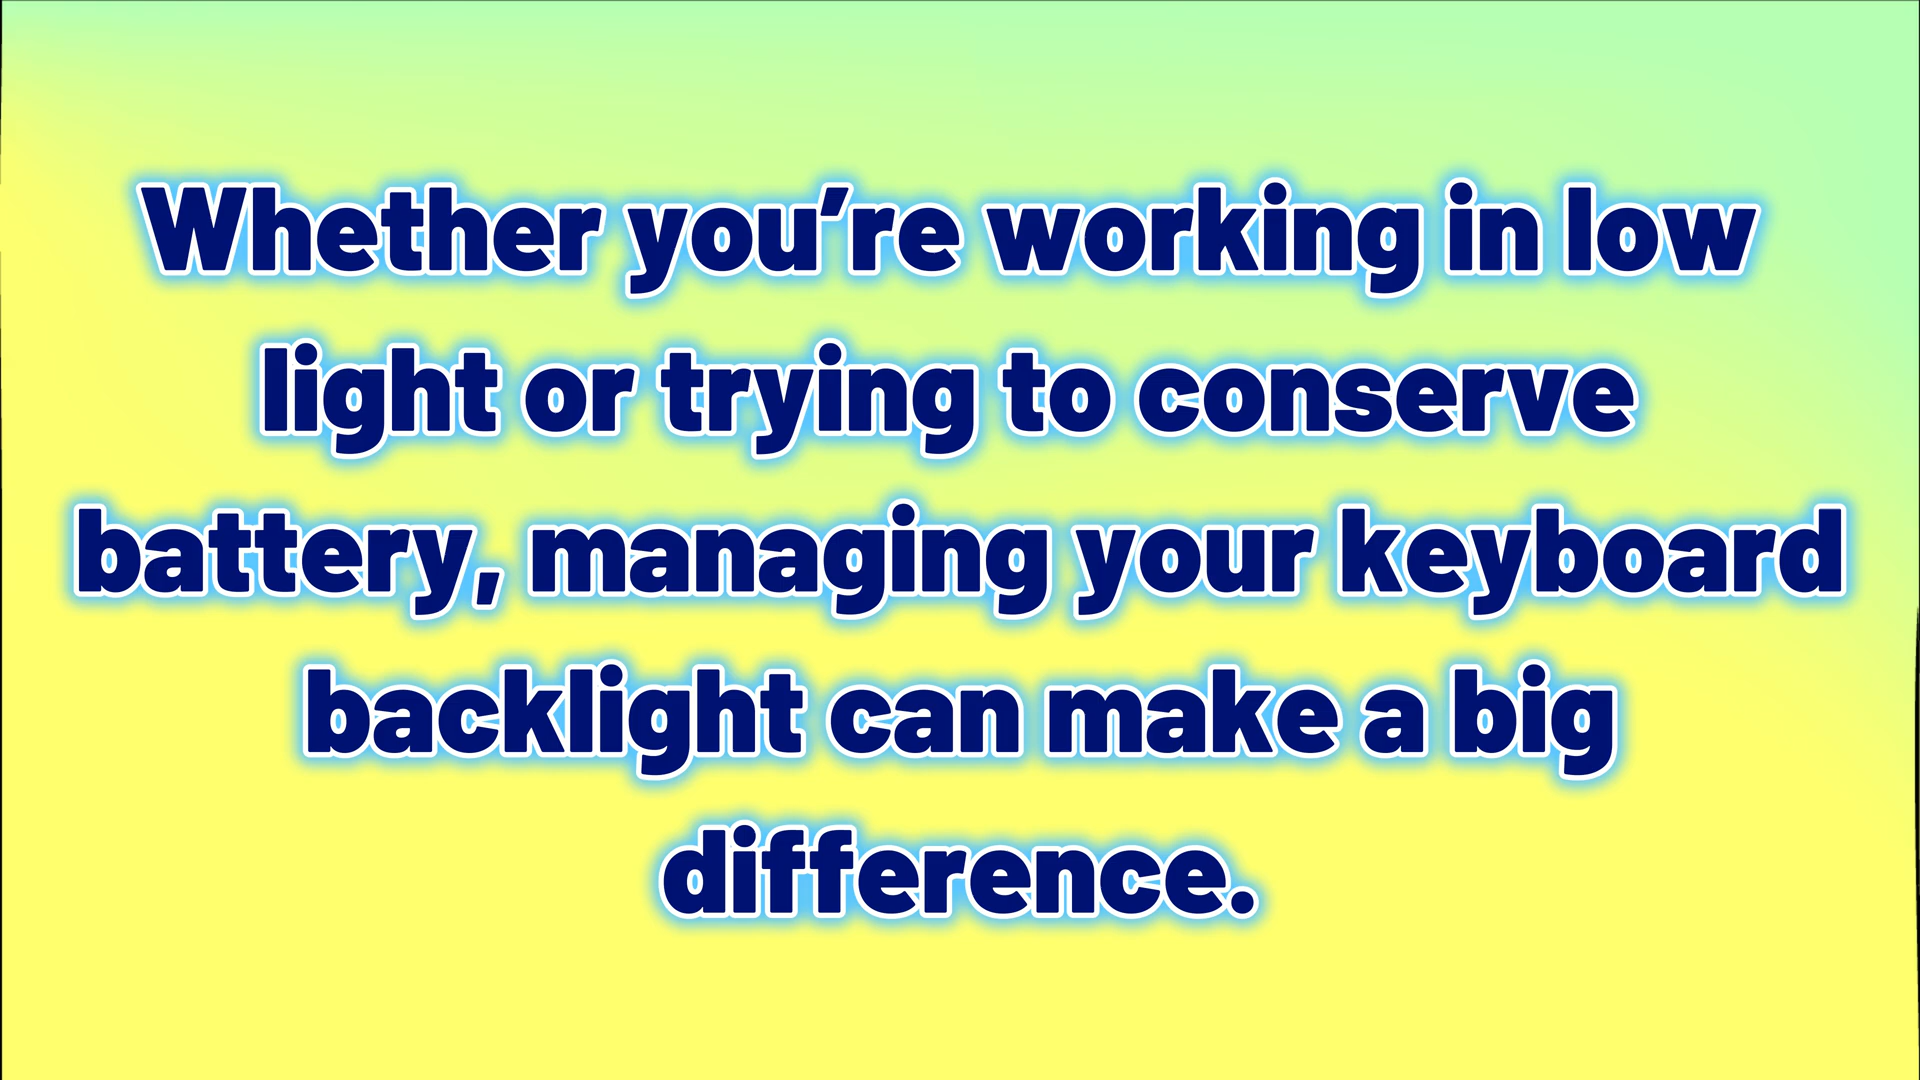 Whether you’re working in low
light or trying to conserve
battery, managing your keyboard
backlight can make a big
difference.